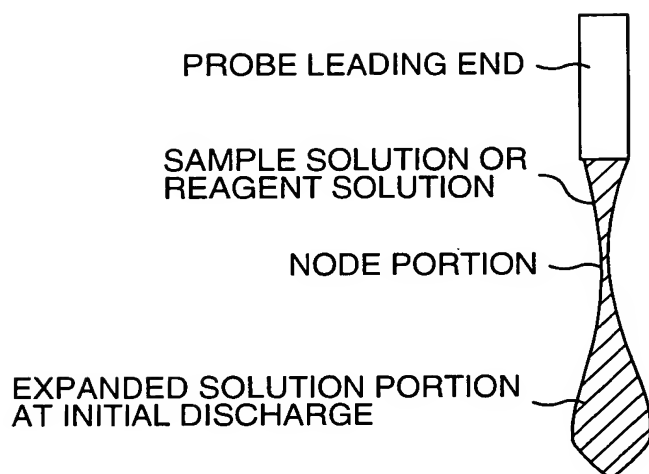 PROBE LEADING END
SAMPLE SOLUTION OR
REAGENT SOLUTION
NODE PORTION
EXPANDED SOLUTION PORTION
AT INITIAL DISCHARGE